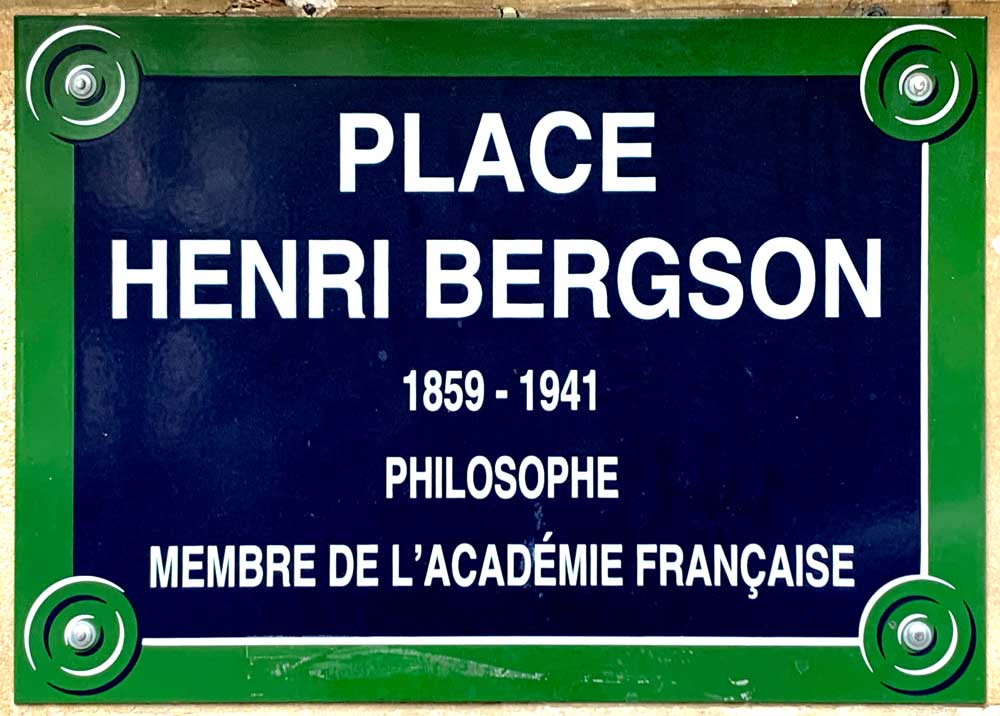 PLACE
HENRI BERGSON
1859 - 1941
PHILOSOPHE
MEMBRE DE L'ACADÉMIE FRANÇAISE